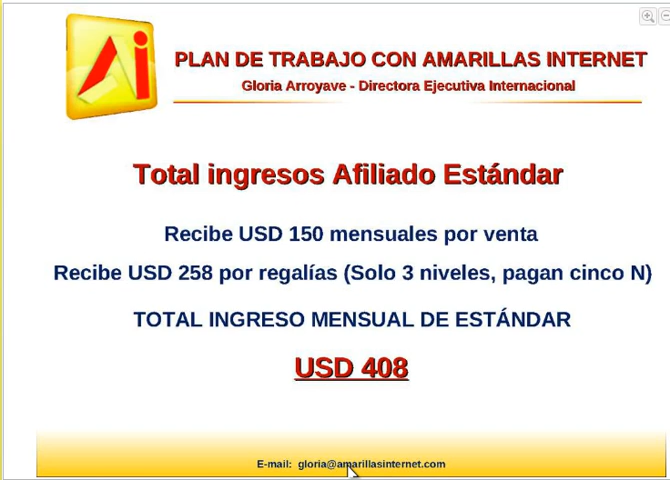 Ai
PLAN DE TRABAJO CON AMARILLAS INTERNET
Gloria Arroyave - Directora Ejecutiva Internacional
Total ingresos Afiliado Estándar
Recibe USD 150 mensuales por venta
Recibe USD 258 por regalías (Solo 3 niveles, pagan cinco N)
TOTAL INGRESO MENSUAL DE ESTÁNDAR
USD 408
E-mail: gloria@amarillasinternet.com